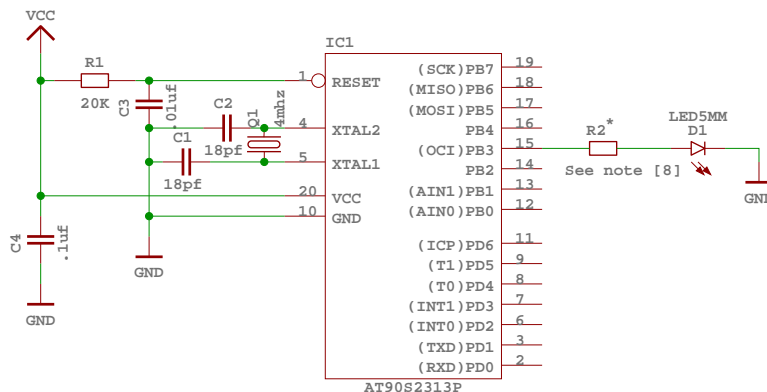 VCC
IC1
R1
20K
C3
.01uf
C2
18pf
Q1
4mhz
C1
18pf
C4
.1uf
GND
GND
1 RESET
4 XTAL2
5 XTAL1
20 VCC
10 GND
(SCK)PB7 19
(MISO)PB6 18
(MOSI)PB5 17
PB4 16
(OCI)PB3 15
PB2 14
(AIN1)PB1 13
(AIN0)PB0 12
(ICP)PD6 11
(T1)PD5 9
(T0)PD4 8
(INT1)PD3 7
(INT0)PD2 6
(TXD)PD1 3
(RXD)PD0 2
AT90S2313P
R2*
See note [8]
LED5MM
D1
GND